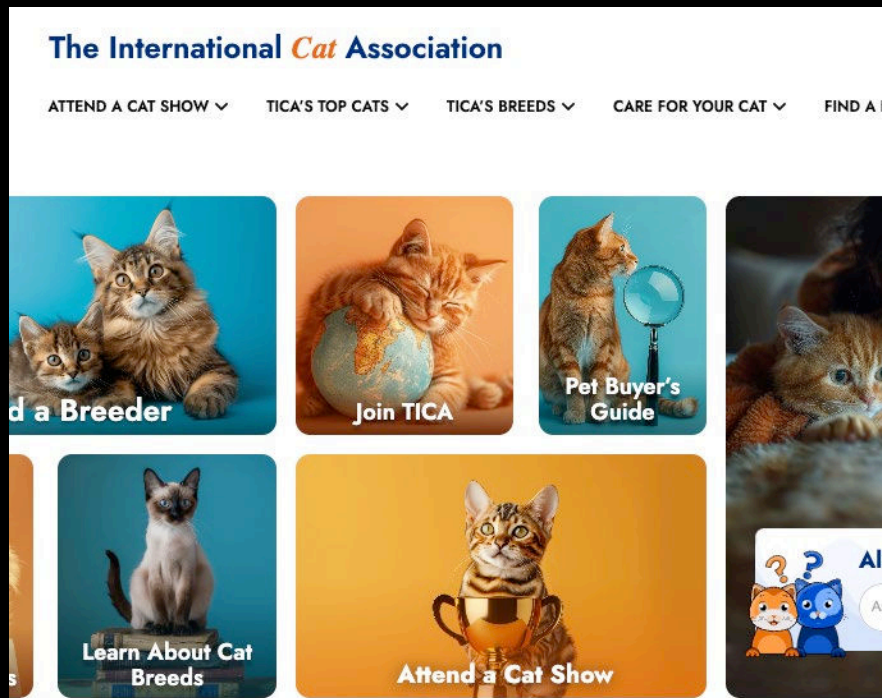 The International Cat Association
ATTEND A CAT SHOW
TICA'S TOP CATS
TICA'S BREEDS
CARE FOR YOUR CAT
FIND A
d a Breeder
Join TICA
Pet Buyer's
Guide
Learn About Cat
Breeds
Attend a Cat Show
s
Al
A